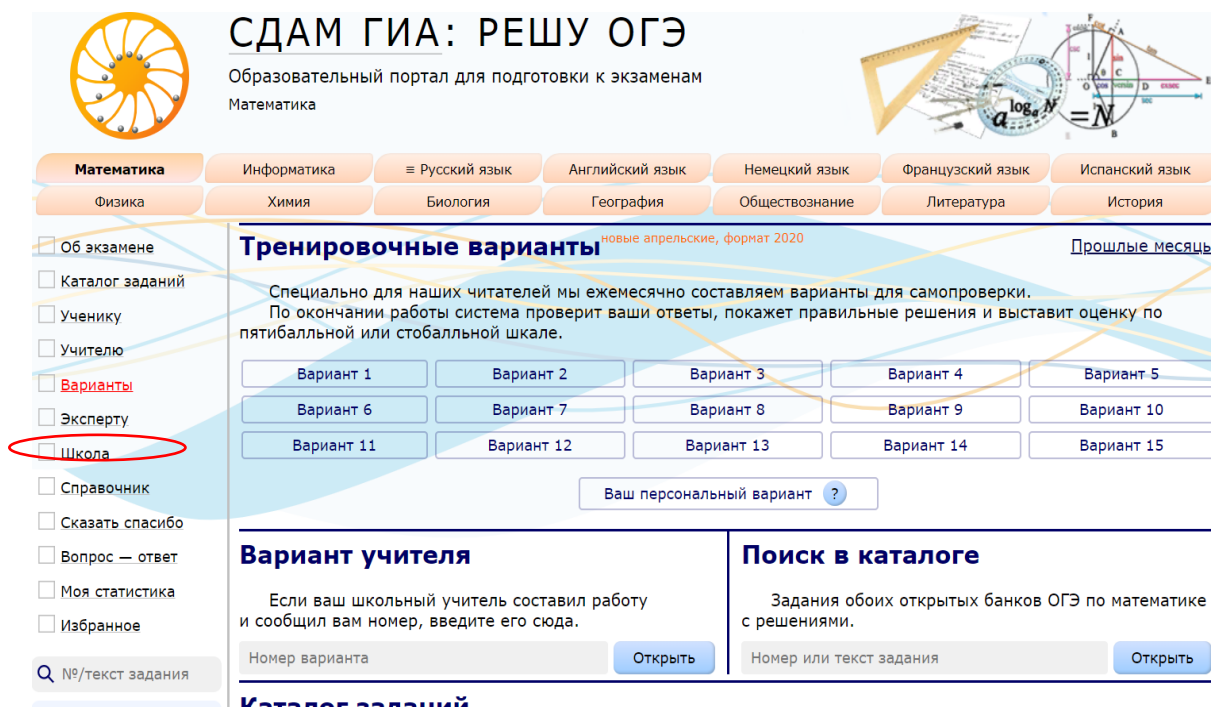 СДАМ ГИА: РЕШУ ОГЭ
Образовательный портал для подготовки к экзаменам
Математика
Математика
Информатика
≡ Русский язык
Английский язык
Немецкий язык
Французский язык
Испанский язык
Физика
Химия
Биология
География
Обществознание
Литература
История
Об экзамене
Каталог заданий
Ученику
Учителю
Варианты
Эксперту
Школа
Справочник
Сказать спасибо
Вопрос — ответ
Моя статистика
Избранное
№/текст задания
Тренировочные варианты новые апрельские, формат 2020
Прошлые месяцы
Специально для наших читателей мы ежемесячно составляем варианты для самопроверки.
По окончании работы система проверит ваши ответы, покажет правильные решения и выставит оценку по
пятибалльной или стобалльной шкале.
Вариант 1
Вариант 2
Вариант 3
Вариант 4
Вариант 5
Вариант 6
Вариант 7
Вариант 8
Вариант 9
Вариант 10
Вариант 11
Вариант 12
Вариант 13
Вариант 14
Вариант 15
Ваш персональный вариант ?
Вариант учителя
Если ваш школьный учитель составил работу
и сообщил вам номер, введите его сюда.
Номер варианта
Открыть
Поиск в каталоге
Задания обоих открытых банков ОГЭ по математике
с решениями.
Номер или текст задания
Открыть
Каталог заданий